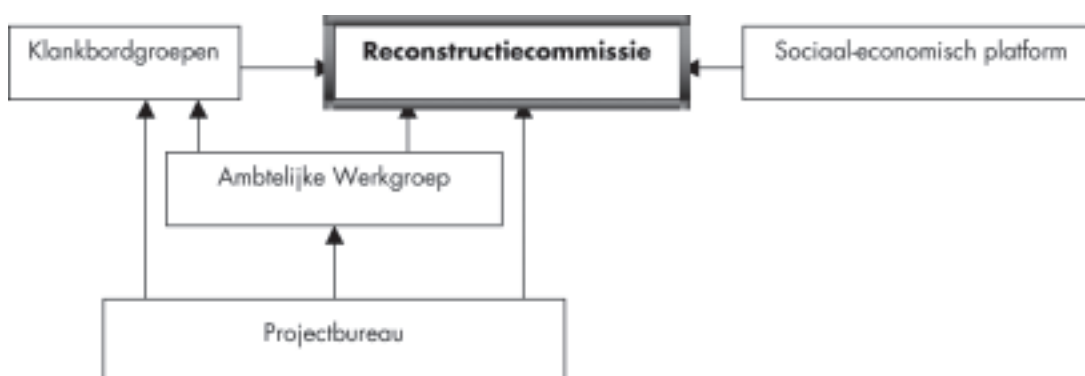 Klankbordgroepen
Reconstructiecommissie
Sociaal-economisch platform
Ambtelijke Werkgroep
Projectbureau